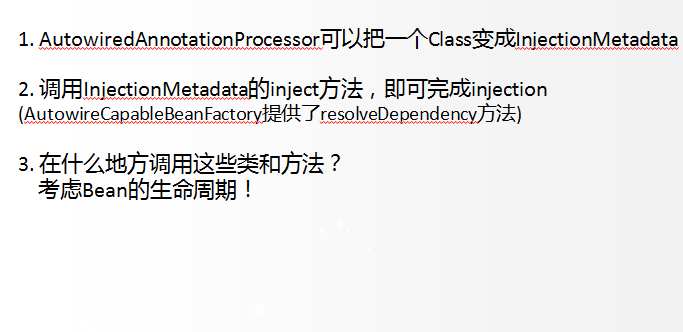 1. AutowiredAnnotationProcessor可以把一个Class变成InjectionMetadata
2. 调用InjectionMetadata的inject方法，即可完成injection
(AutowireCapableBeanFactory提供了resolveDependency方法)
3. 在什么地方调用这些类和方法？
考虑Bean的生命周期！